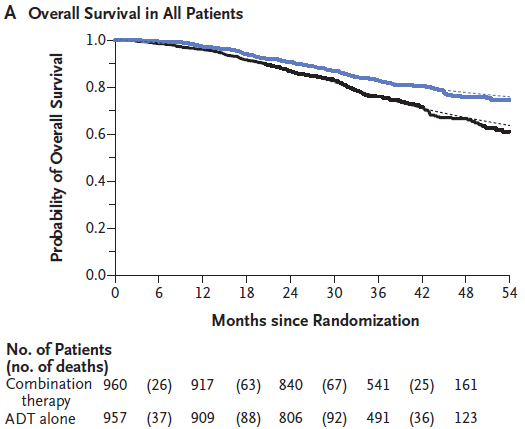 A Overall Survival in All Patients
Probability of Overall Survival
1.0
0.8
0.6
0.4
0.2
0.0
0 6 12 18 24 30 36 42 48 54
Months since Randomization
No. of Patients
(no. of deaths)
Combination 960 (26) 917 (63) 840 (67) 541 (25) 161
therapy
ADT alone 957 (37) 909 (88) 806 (92) 491 (36) 123